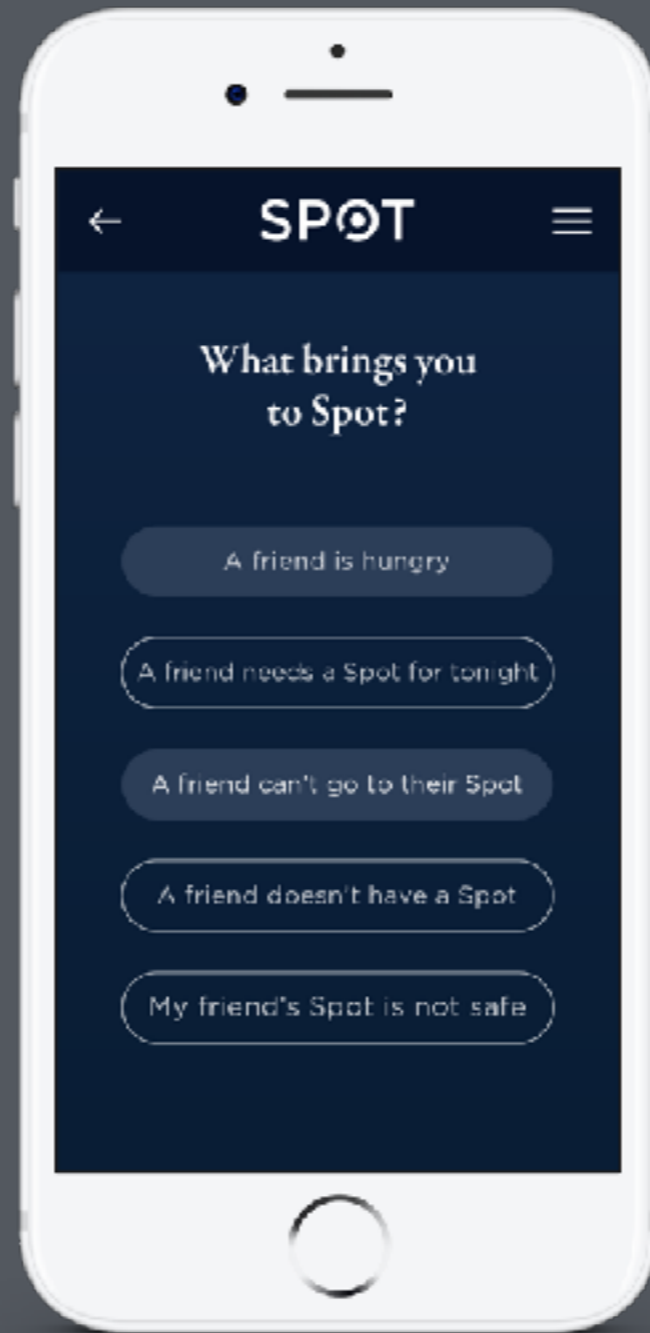 SPOT
What brings you
to Spot?
A friend is hungry
A friend needs a Spot for tonight
A friend can't go to their Spot
A friend doesn't have a Spot
My friend's Spot is not safe